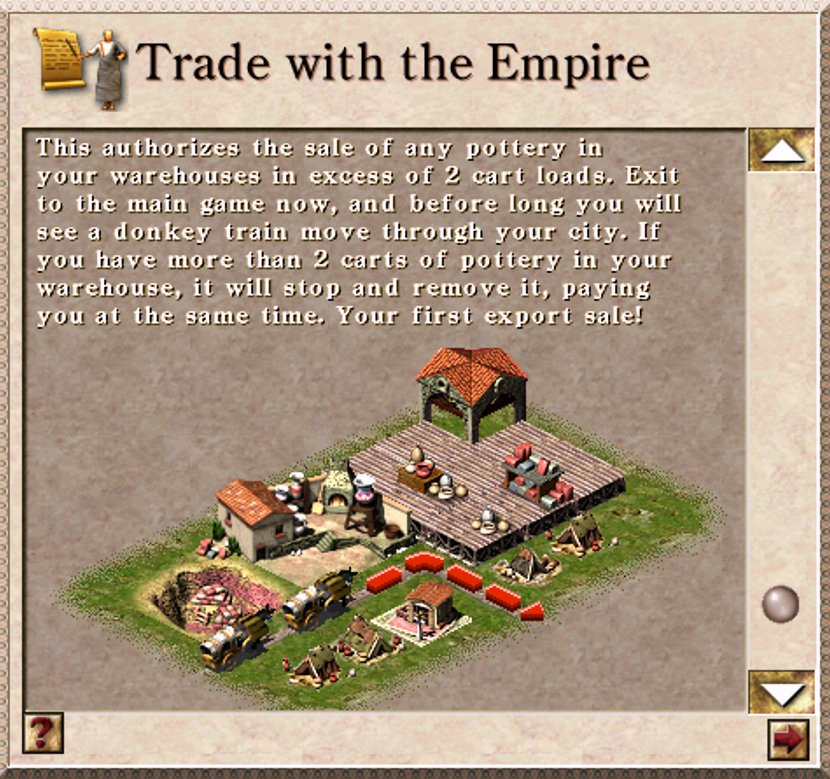 Trade with the Empire
This authorizes the sale of any pottery in
your warehouses in excess of 2 cart loads. Exit
to the main game now, and before long you will
see a donkey train move through your city. If
you have more than 2 carts of pottery in your
warehouse, it will stop and remove it, paying
you at the same time. Your first export sale!
?